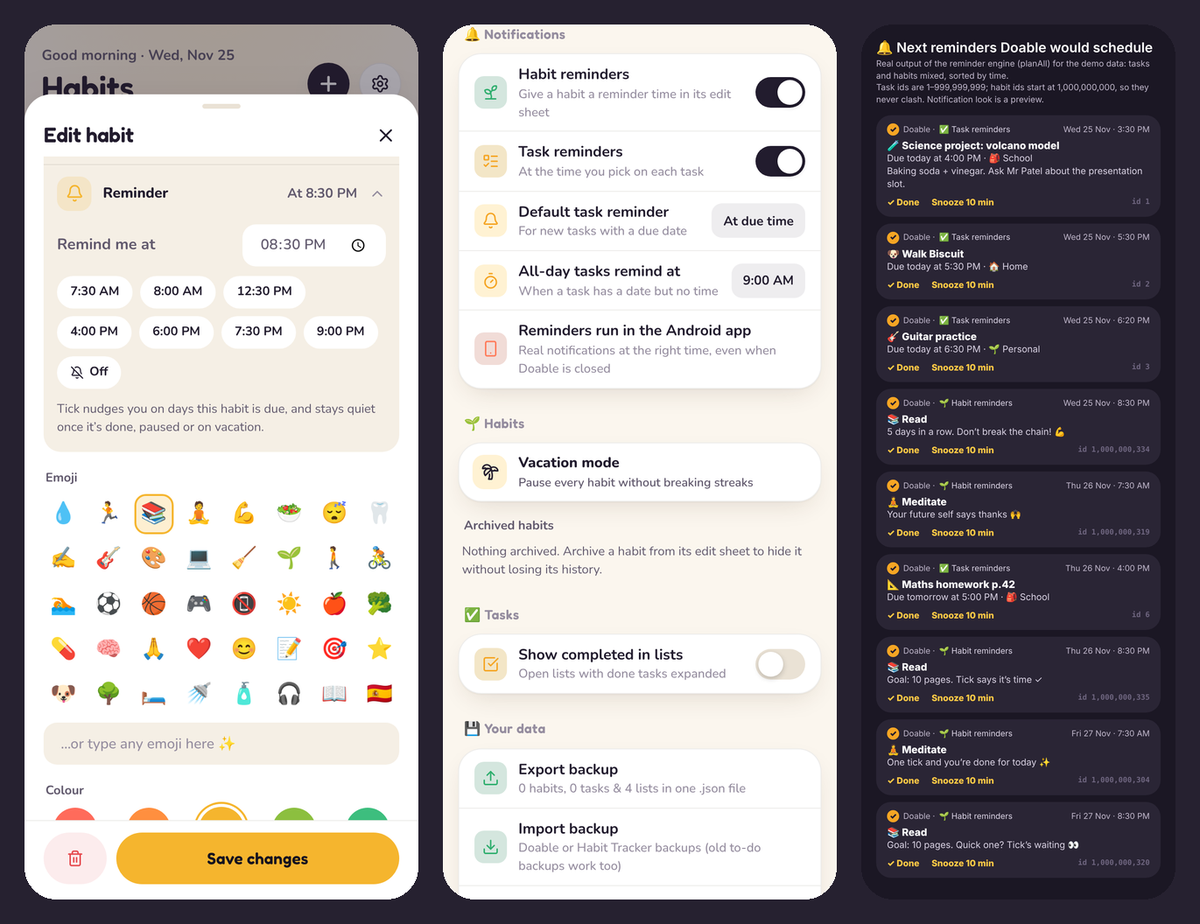 Good morning · Wed, Nov 25
Habits
Edit habit
Reminder
At 8:30 PM
Remind me at
08:30 PM
7:30 AM
8:00 AM
12:30 PM
4:00 PM
6:00 PM
7:30 PM
9:00 PM
Off
Tick nudges you on days this habit is due, and stays quiet
once it's done, paused or on vacation.
Emoji
...or type any emoji here ✨
Colour
Save changes
🔔 Notifications
Habit reminders
Give a habit a reminder time in its edit
sheet
Task reminders
At the time you pick on each task
Default task reminder
For new tasks with a due date
At due time
All-day tasks remind at
When a task has a date but no time
9:00 AM
Reminders run in the Android app
Real notifications at the right time, even when
Doable is closed
🌱 Habits
Vacation mode
Pause every habit without breaking streaks
Archived habits
Nothing archived. Archive a habit from its edit sheet to hide it
without losing its history.
✅ Tasks
Show completed in lists
Open lists with done tasks expanded
💾 Your data
Export backup
0 habits, 0 tasks & 4 lists in one .json file
Import backup
Doable or Habit Tracker backups (old to-do
backups work too)
🔔 Next reminders Doable would schedule
Real output of the reminder engine (planAll) for the demo data: tasks
and habits mixed, sorted by time.
Task ids are 1–999,999,999; habit ids start at 1,000,000,000, so they
never clash. Notification look is a preview.
Doable · ✅ Task reminders
Wed 25 Nov · 3:30 PM
🧪 Science project: volcano model
Due today at 4:00 PM · 🎒 School
Baking soda + vinegar. Ask Mr Patel about the presentation
slot.
✓ Done Snooze 10 min
id 1
Doable · ✅ Task reminders
Wed 25 Nov · 5:30 PM
🐶 Walk Biscuit
Due today at 5:30 PM · 🏠 Home
✓ Done Snooze 10 min
id 2
Doable · ✅ Task reminders
Wed 25 Nov · 6:20 PM
🎸 Guitar practice
Due today at 6:30 PM · 🌱 Personal
✓ Done Snooze 10 min
id 3
Doable · 🌱 Habit reminders
Wed 25 Nov · 8:30 PM
📚 Read
5 days in a row. Don't break the chain! 💪
✓ Done Snooze 10 min
id 1,000,000,334
Doable · 🌱 Habit reminders
Thu 26 Nov · 7:30 AM
🧘 Meditate
Your future self says thanks 🙌
✓ Done Snooze 10 min
id 1,000,000,319
Doable · ✅ Task reminders
Thu 26 Nov · 4:00 PM
📐 Maths homework p.42
Due tomorrow at 5:00 PM · 🎒 School
✓ Done Snooze 10 min
id 6
Doable · 🌱 Habit reminders
Thu 26 Nov · 8:30 PM
📚 Read
Goal: 10 pages. Tick says it's time ✓
✓ Done Snooze 10 min
id 1,000,000,335
Doable · 🌱 Habit reminders
Fri 27 Nov · 7:30 AM
🧘 Meditate
One tick and you're done for today ✨
✓ Done Snooze 10 min
id 1,000,000,304
Doable · 🌱 Habit reminders
Fri 27 Nov · 8:30 PM
📚 Read
Goal: 10 pages. Quick one? Tick's waiting 👀
✓ Done Snooze 10 min
id 1,000,000,320